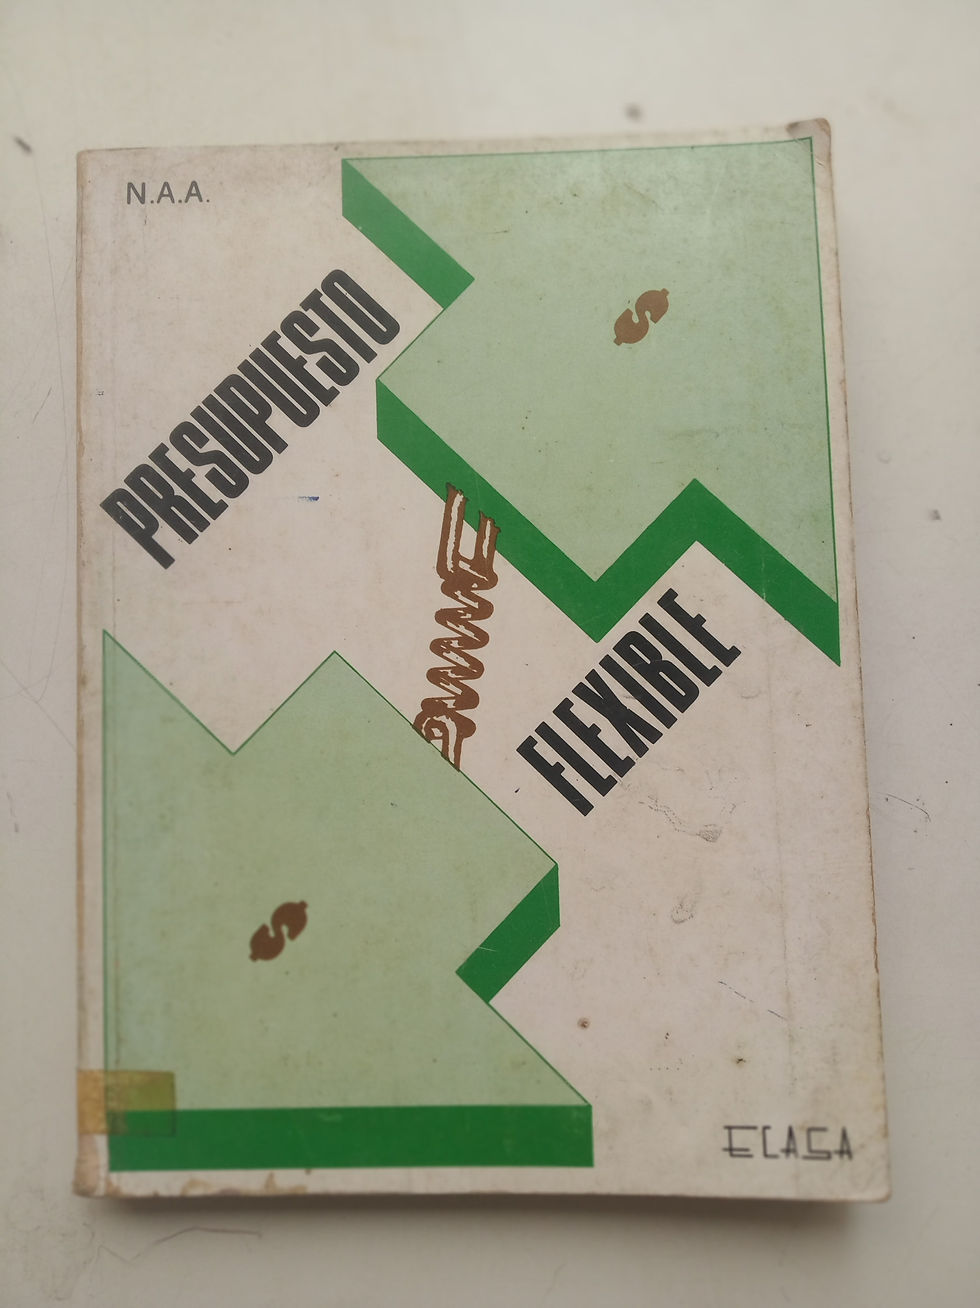 N.A.A.
PRESUPUESTO
$
FLEXIBLE
$
ECASA